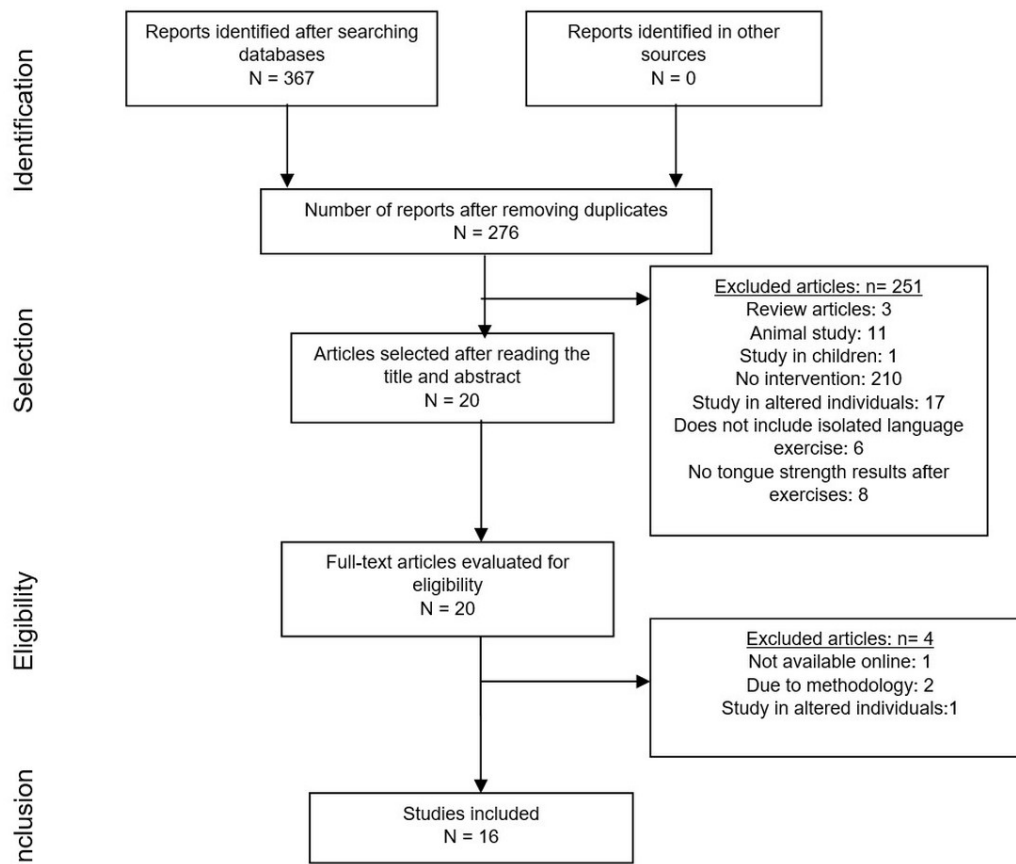 Identification
Reports identified after searching
databases
N = 367
Reports identified in other
sources
N = 0
Number of reports after removing duplicates
N = 276
Selection
Excluded articles: n= 251
Review articles: 3
Animal study: 11
Study in children: 1
No intervention: 210
Study in altered individuals: 17
Does not include isolated language
exercise: 6
No tongue strength results after
exercises: 8
Articles selected after reading the
title and abstract
N = 20
Eligibility
Full-text articles evaluated for
eligibility
N = 20
Excluded articles: n= 4
Not available online: 1
Due to methodology: 2
Study in altered individuals:1
nclusion
Studies included
N = 16